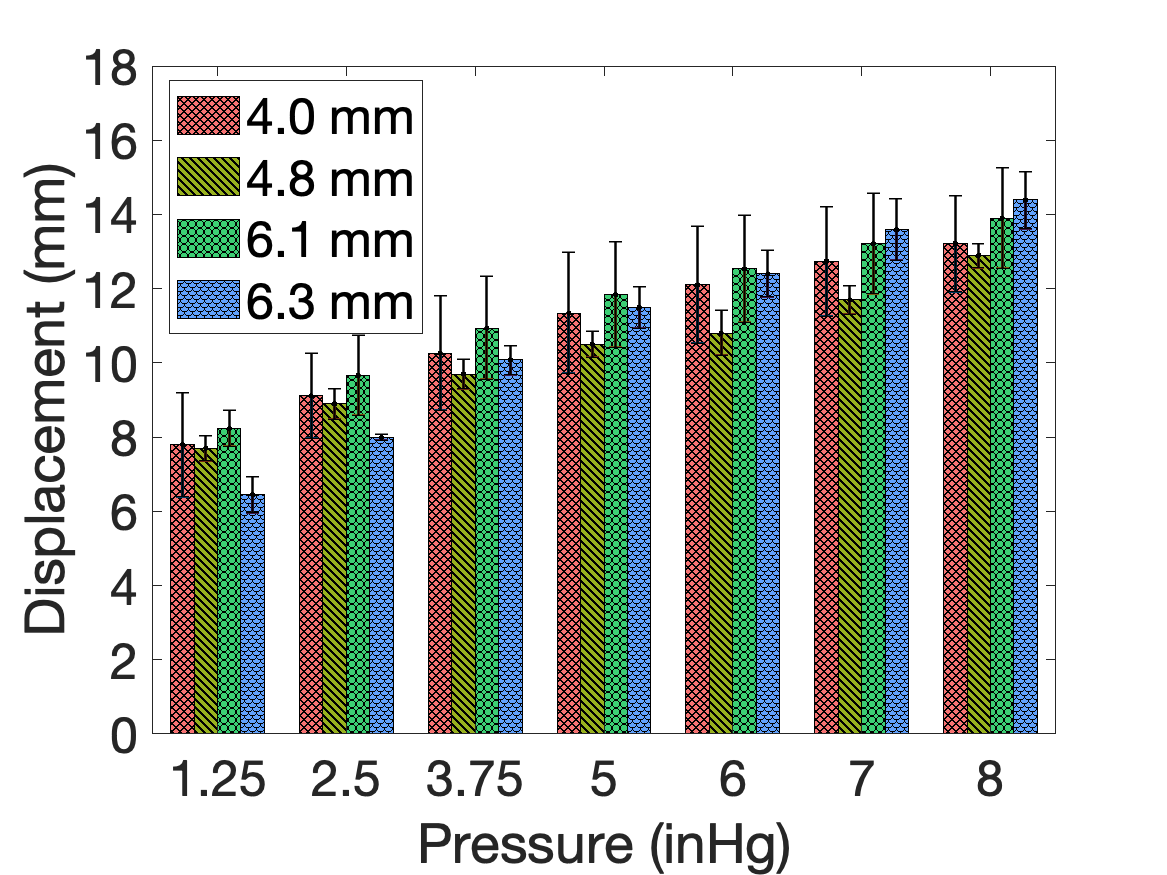 18
16
14
12
10
8
6
4
2
0
Displacement (mm)
4.0 mm
4.8 mm
6.1 mm
6.3 mm
1.25 2.5 3.75 5 6 7 8
Pressure (inHg)